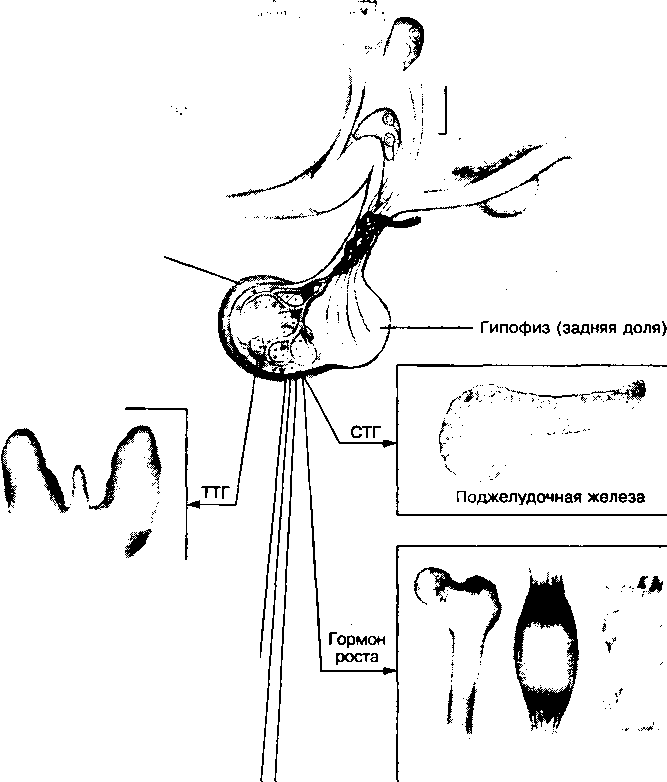 Гипофиз (задняя доля)
СТГ
Поджелудочная железа
ТТГ
Гормон
роста